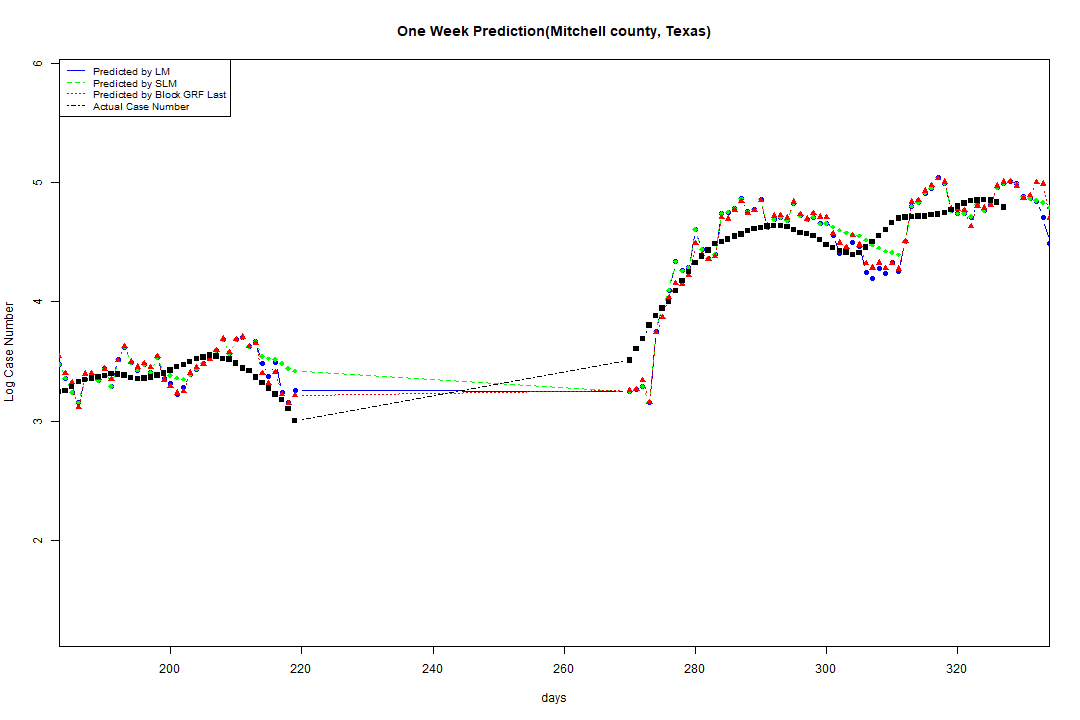 One Week Prediction(Mitchell county, Texas)
Predicted by LM
Predicted by SLM
Predicted by Block GRF Last
Actual Case Number
Log Case Number
6
5
4
3
2
200 220 240 260 280 300 320
days